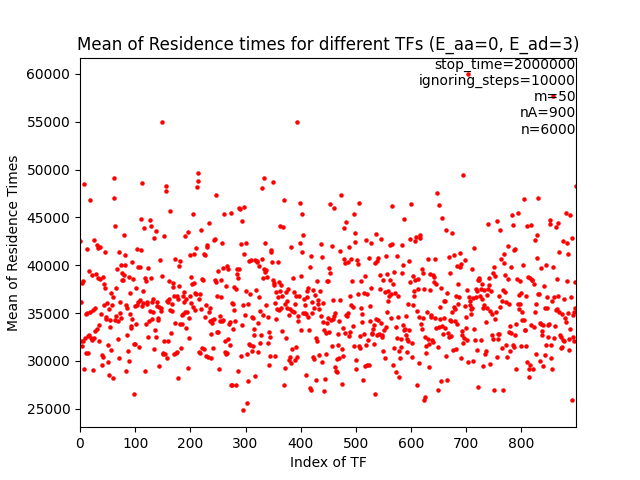 Mean of Residence times for different TFs (E_aa=0, E_ad=3)
stop_time=2000000
ignoring_steps=10000
m=50
nA=900
n=6000
Mean of Residence Times
60000
55000
50000
45000
40000
35000
30000
25000
0 100 200 300 400 500 600 700 800
Index of TF